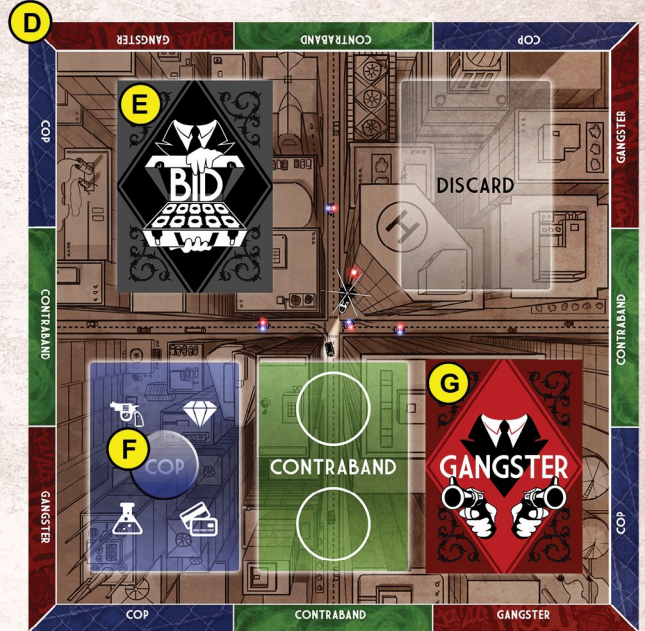 D
GANGSTER
CONTRABAND
COP
COP
GANGSTER
E
BID
DISCARD
H
CONTRABAND
CONTRABAND
G
F
COP
CONTRABAND
GANGSTER
GANGSTER
COP
COP
CONTRABAND
GANGSTER